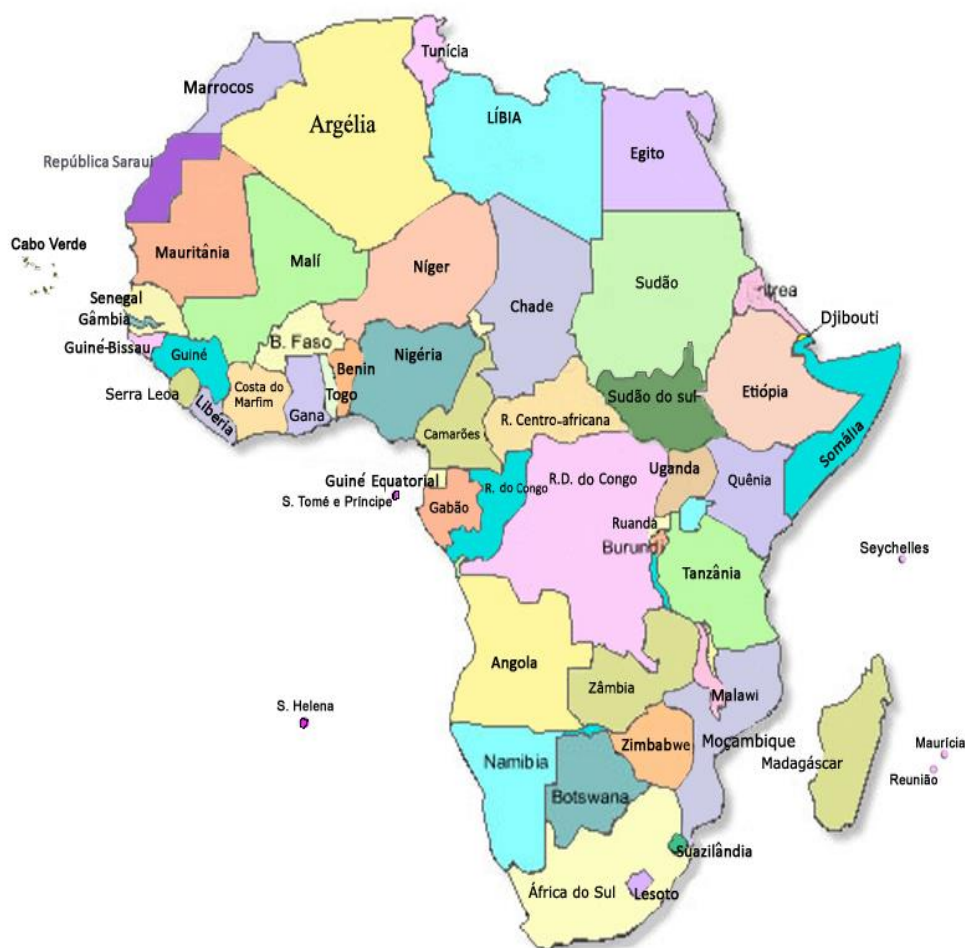 Tunícia
Marrocos
Argélia
LÍBIA
Egito
República Saraui
Cabo Verde
Mauritânia
Malí
Níger
Chade
Sudão
Senegal
Gâmbia
Guiné-Bissau
Guiné
B. Faso
Nigéria
Djibouti
Serra Leoa
Libéria
Costa do
Marfim
Gana
Togo
Benin
Camarões
R. Centro-africana
Sudão do sul
Etiópia
Somália
Guiné Equatorial
S. Tomé e Príncipe
Gabão
R. do Congo
R.D. do Congo
Uganda
Quênia
Ruanda
Burundi
Tanzânia
Seychelles
Angola
Zâmbia
Malawi
S. Helena
Namibia
Botswana
Zimbabwe
Moçambique
Madagáscar
Maurícia
Reunião
Suazilândia
África do Sul
Lesoto